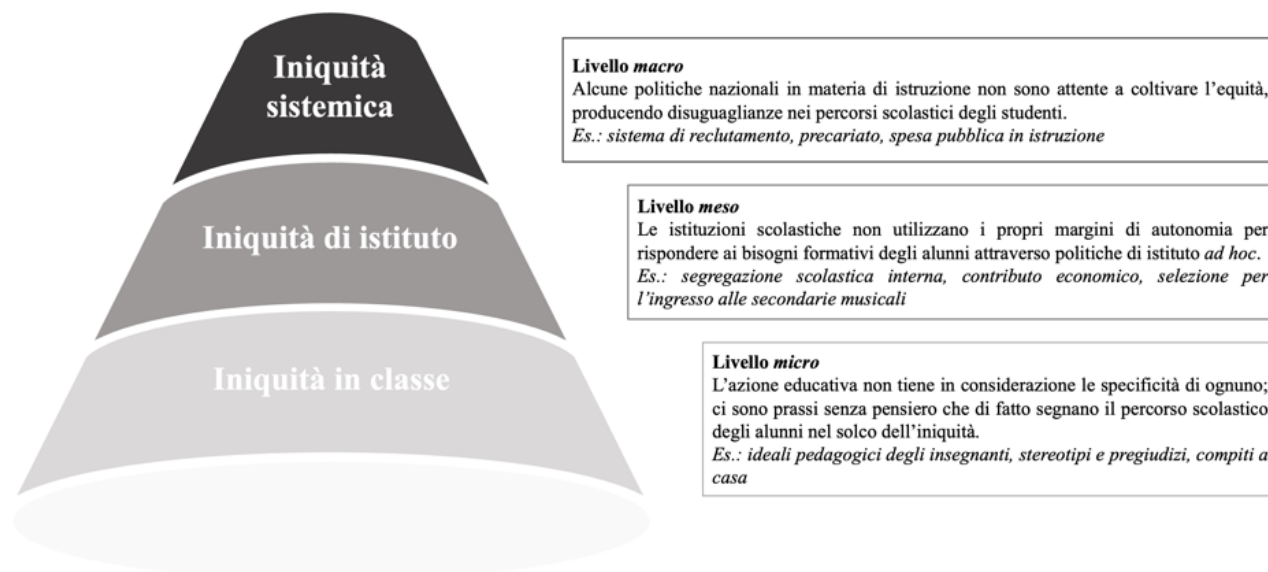 Iniquità
sistemica
Livello macro
Alcune politiche nazionali in materia di istruzione non sono attente a coltivare l’equità,
producendo disuguaglianze nei percorsi scolastici degli studenti.
Es.: sistema di reclutamento, precariato, spesa pubblica in istruzione
Iniquità di istituto
Livello meso
Le istituzioni scolastiche non utilizzano i propri margini di autonomia per
rispondere ai bisogni formativi degli alunni attraverso politiche di istituto ad hoc.
Es.: segregazione scolastica interna, contributo economico, selezione per
l’ingresso alle secondarie musicali
Iniquità in classe
Livello micro
L’azione educativa non tiene in considerazione le specificità di ognuno;
ci sono prassi senza pensiero che di fatto segnano il percorso scolastico
degli alunni nel solco dell’iniquità.
Es.: ideali pedagogici degli insegnanti, stereotipi e pregiudizi, compiti a
casa